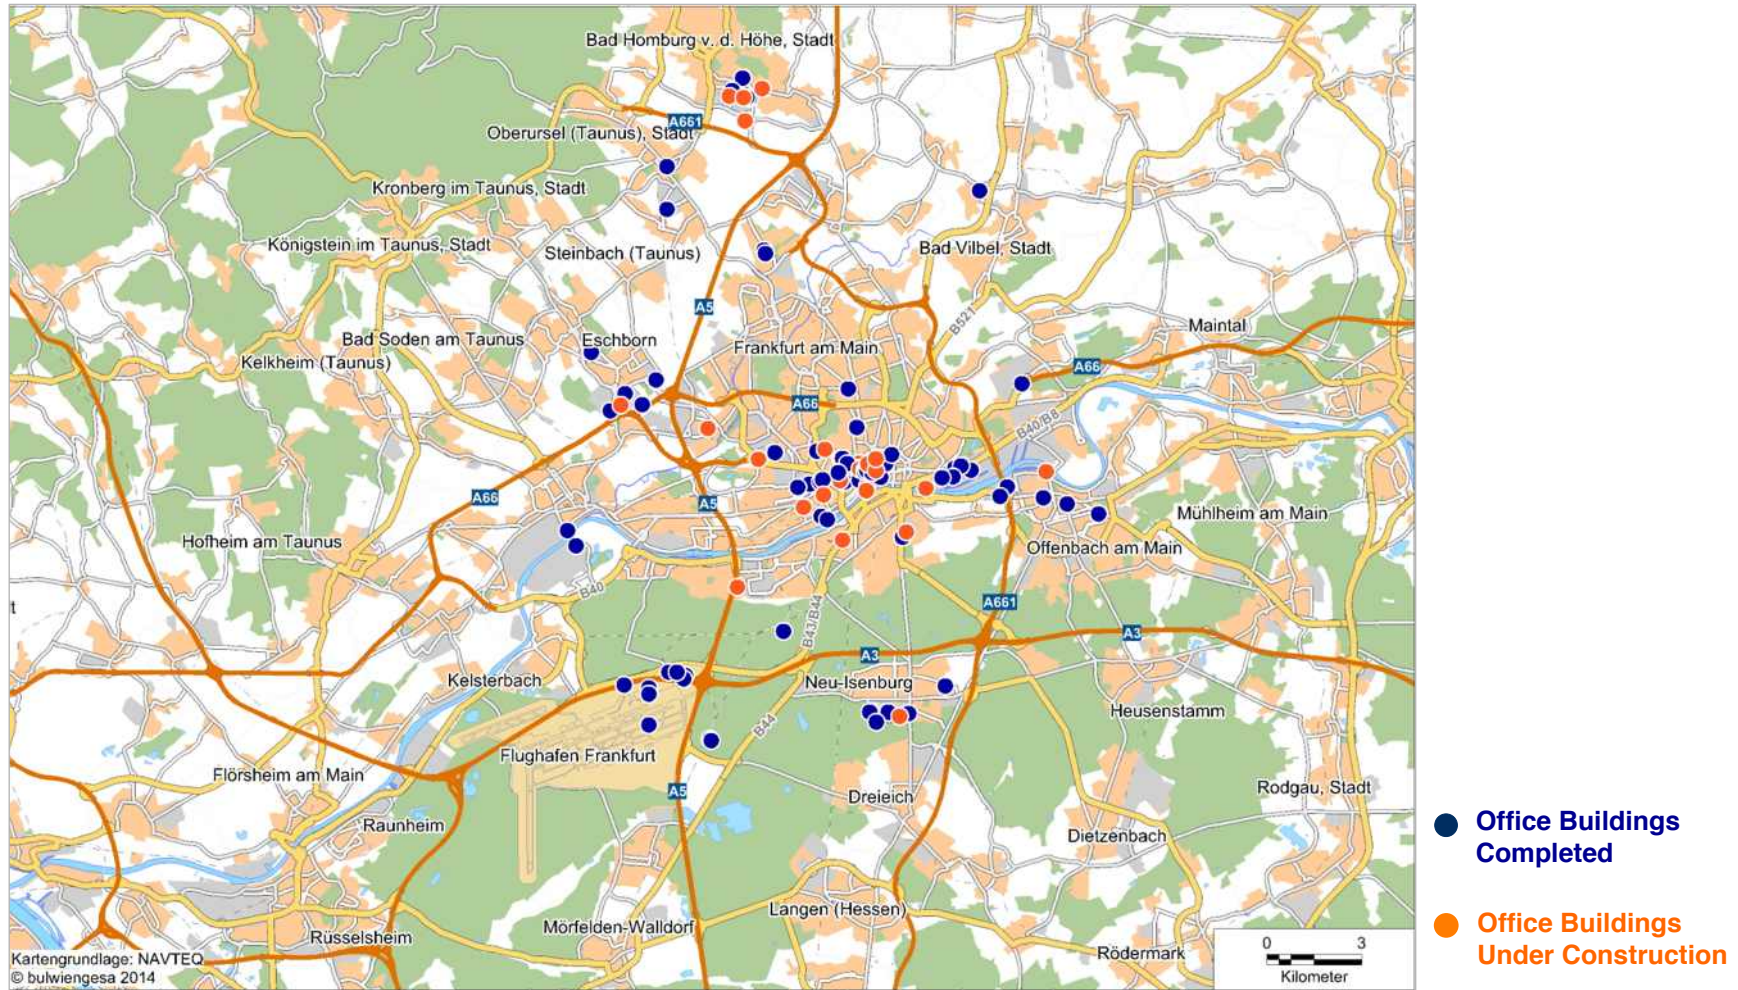 Bad Homburg v. d. Höhe, Stadt
A661
Oberursel (Taunus), Stadt
Kronberg im Taunus, Stadt
Königstein im Taunus, Stadt
Steinbach (Taunus)
Bad Vilbel, Stadt
A5
B521
Maintal
Bad Soden am Taunus
Eschborn
Frankfurt am Main
Kelkheim (Taunus)
A66
A66
B40/B8
A66
A5
Mühlheim am Main
Hofheim am Taunus
Offenbach am Main
B40
t
A661
B43/B44
A3
A3
Kelsterbach
Neu-Isenburg
Heusenstamm
B44
Flughafen Frankfurt
Flörsheim am Main
A5
Dreieich
Rodgau, Stadt
Raunheim
Dietzenbach
Langen (Hessen)
Mörfelden-Walldorf
Rüsselsheim
Rödermark
0 3
Kilometer
Kartengrundlage: NAVTEQ
© bulwiengesa 2014
Office Buildings
Completed
Office Buildings
Under Construction